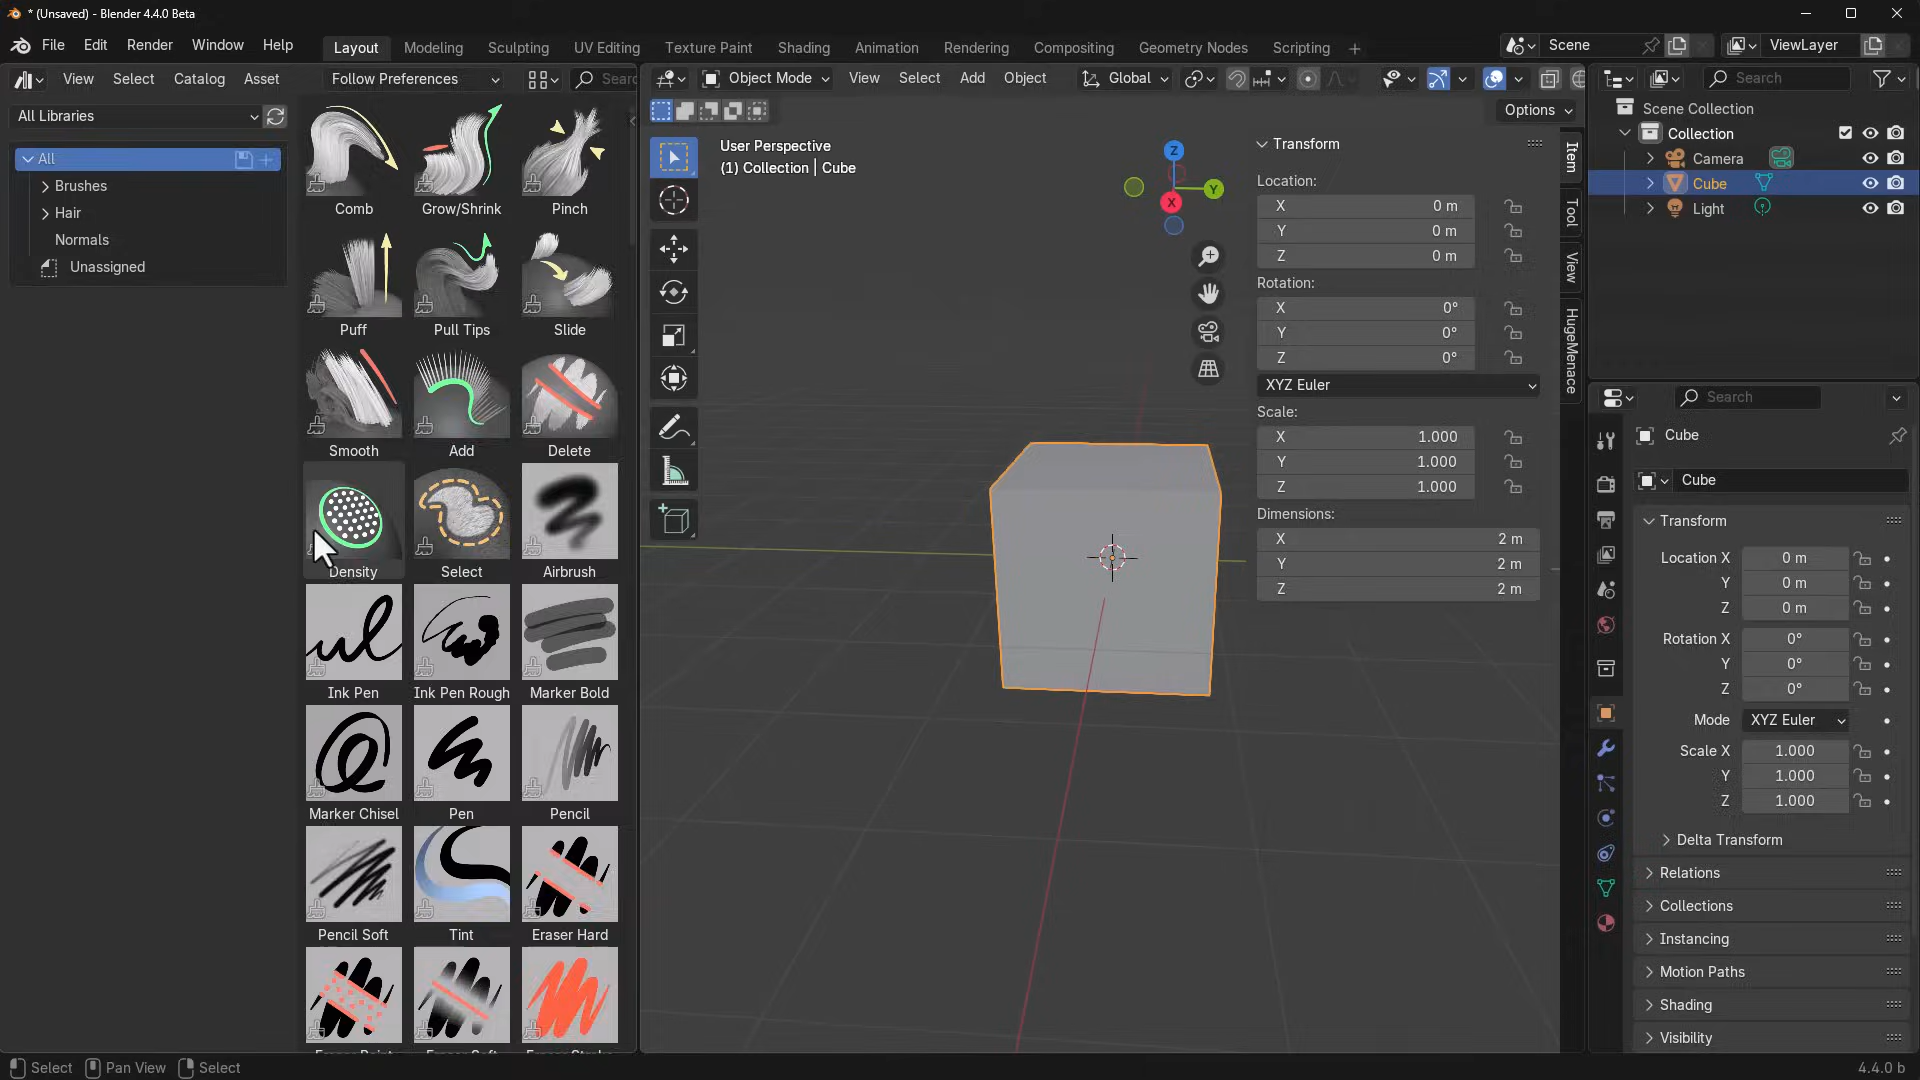 * (Unsaved) - Blender 4.4.0 Beta
File Edit Render Window Help
Layout Modeling Sculpting UV Editing Texture Paint Shading Animation Rendering Compositing Geometry Nodes Scripting +
Scene
ViewLayer
View Select Catalog Asset
Follow Preferences
All Libraries
All
Brushes
Hair
Normals
Unassigned
Comb Grow/Shrink Pinch
Puff Pull Tips Slide
Smooth Add Delete
Density Select Airbrush
Ink Pen Ink Pen Rough Marker Bold
Marker Chisel Pen Pencil
Pencil Soft Tint Eraser Hard
Object Mode View Select Add Object Global
Options
User Perspective
(1) Collection | Cube
Z
Y
X
Transform
Location:
X 0 m
Y 0 m
Z 0 m
Rotation:
X 0°
Y 0°
Z 0°
XYZ Euler
Scale:
X 1.000
Y 1.000
Z 1.000
Dimensions:
X 2 m
Y 2 m
Z 2 m
Item
Tool
View
HugeMenace
Search
Scene Collection
Collection
Camera
Cube
Light
Search
Cube
Cube
Transform
Location X 0 m
Y 0 m
Z 0 m
Rotation X 0°
Y 0°
Z 0°
Mode XYZ Euler
Scale X 1.000
Y 1.000
Z 1.000
Delta Transform
Relations
Collections
Instancing
Motion Paths
Shading
Visibility
Select Pan View Select
4.4.0 b